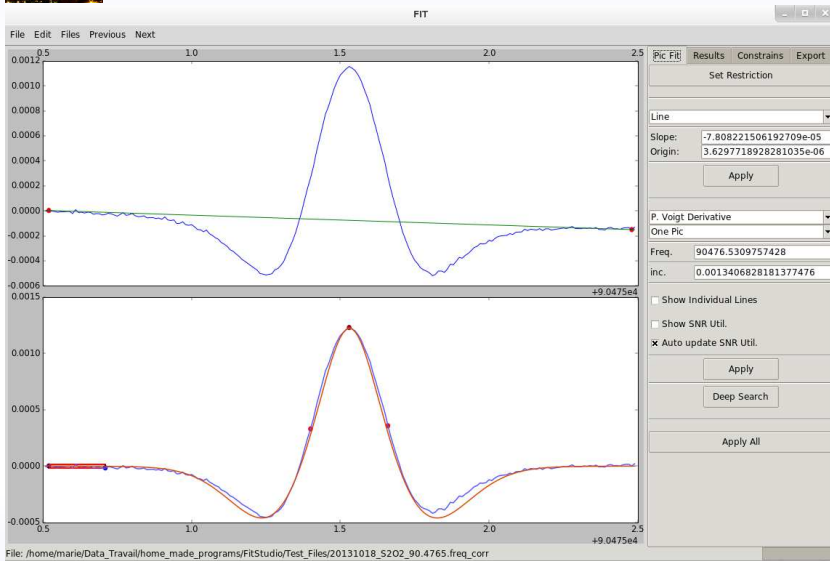 FIT
File Edit Files Previous Next
0.5 1.0 1.5 2.0 2.5
0.0012
0.0010
0.0008
0.0006
0.0004
0.0002
0.0000
-0.0002
-0.0004
-0.0006
+9.0475e4
0.0015
0.0010
0.0005
0.0000
-0.0005
0.5 1.0 1.5 2.0 2.5
+9.0475e4
Pic Fit Results Constrains Export
Set Restriction
Line
Slope: -7.808221506192709e-05
Origin: 3.6297718928281035e-06
Apply
P. Voigt Derivative
One Pic
Freq. 90476.5309757428
inc. 0.0013406828181377476
Show Individual Lines
Show SNR Util.
Auto update SNR Util.
Apply
Deep Search
Apply All
File: /home/marie/Data_Travail/home_made_programs/FitStudio/Test_Files/20131018_S2O2_90.4765.freq_corr